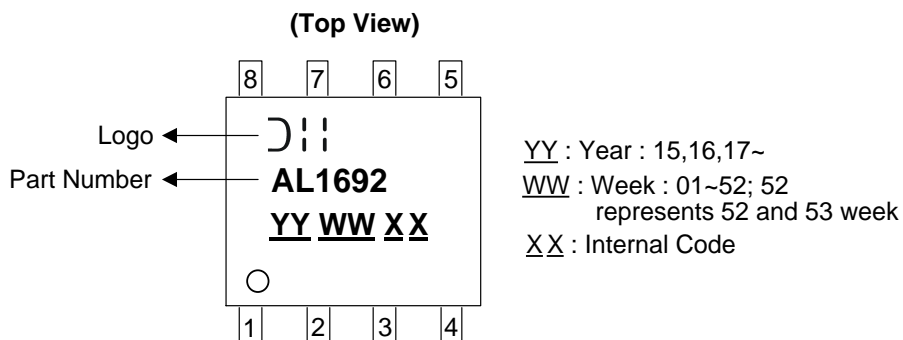 (Top View)
8 7 6 5
Logo
Part Number
AL1692
YY WW X X
1 2 3 4
YY : Year : 15,16,17~
WW : Week : 01~52; 52
represents 52 and 53 week
X X : Internal Code